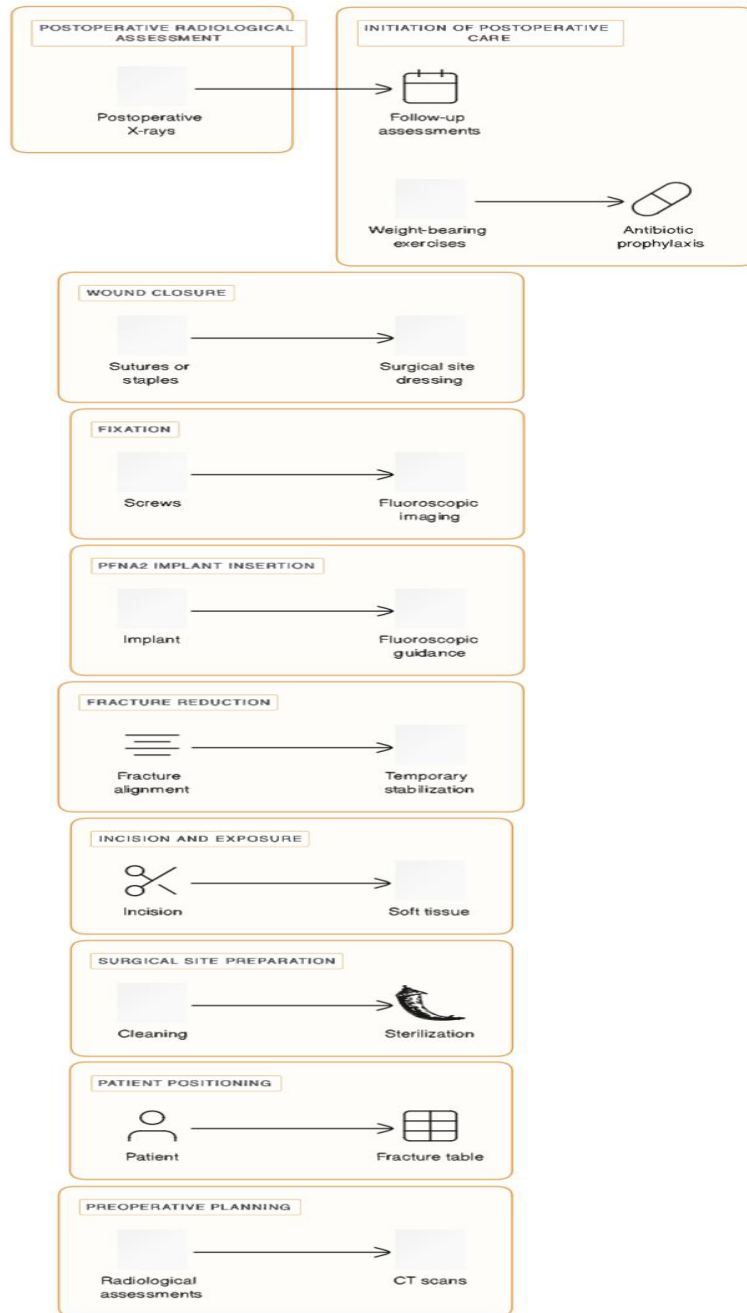 POSTOPERATIVE RADIOLOGICAL
ASSESSMENT
Postoperative
X-rays
INITIATION OF POSTOPERATIVE
CARE
Follow-up
assessments
Weight-bearing
exercises
Antibiotic
prophylaxis
WOUND CLOSURE
Sutures or
staples
Surgical site
dressing
FIXATION
Screws
Fluoroscopic
imaging
PFNA2 IMPLANT INSERTION
Implant
Fluoroscopic
guidance
FRACTURE REDUCTION
Fracture
alignment
Temporary
stabilization
INCISION AND EXPOSURE
Incision
Soft tissue
SURGICAL SITE PREPARATION
Cleaning
Sterilization
PATIENT POSITIONING
Patient
Fracture table
PREOPERATIVE PLANNING
Radiological
assessments
CT scans